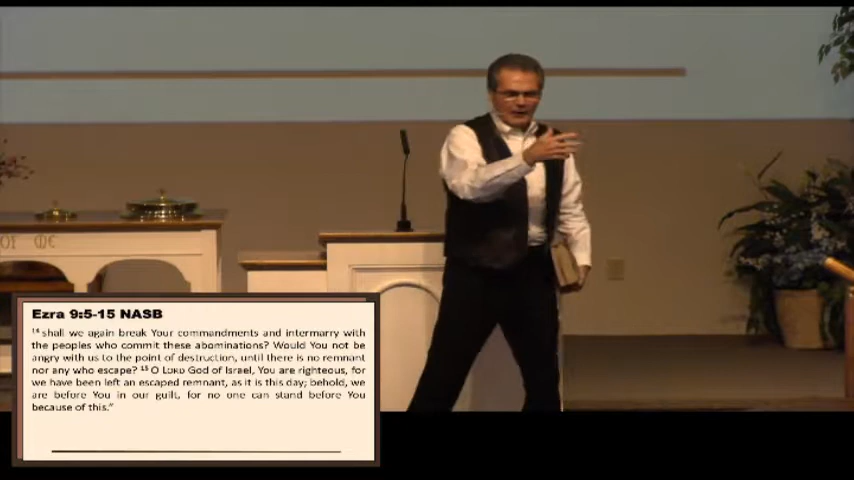 Ezra 9:5-15 NASB
14 shall we again break Your commandments and intermarry with
the peoples who commit these abominations? Would You not be
angry with us to the point of destruction, until there is no remnant
nor any who escape? 15 O LORD God of Israel, You are righteous, for
we have been left an escaped remnant, as it is this day; behold, we
are before You in our guilt, for no one can stand before You
because of this."